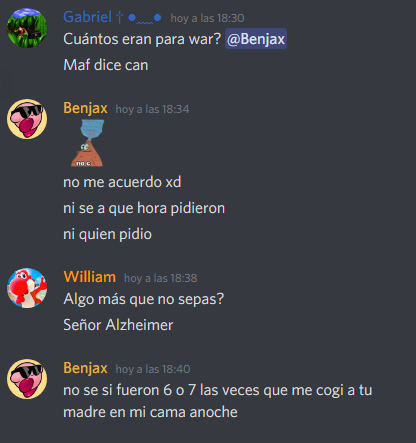 Gabriel † ●﹏● hoy a las 18:30
Cuántos eran para war? @Benjax
Maf dice can
Benjax hoy a las 18:34
no c
no me acuerdo xd
ni se a que hora pidieron
ni quien pidio
William hoy a las 18:38
Algo más que no sepas?
Señor Alzheimer
Benjax hoy a las 18:40
no se si fueron 6 o 7 las veces que me cogi a tu
madre en mi cama anoche